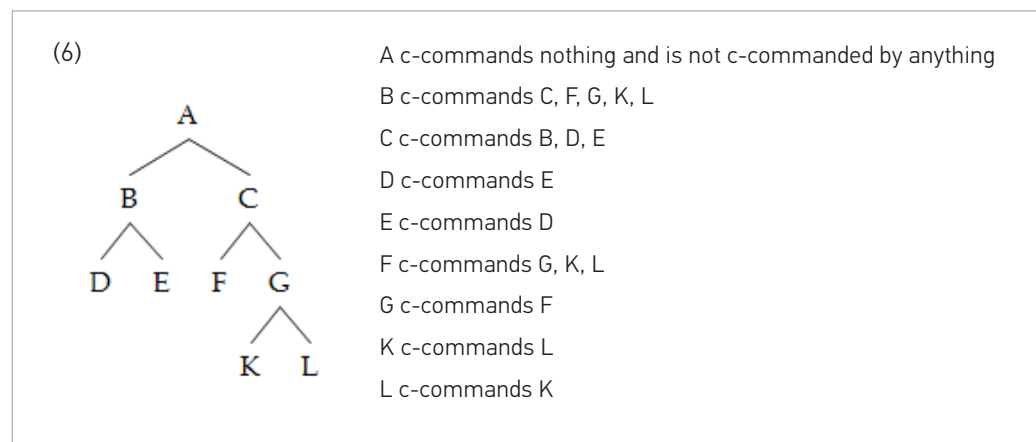 (6)
A c-commands nothing and is not c-commanded by anything
B c-commands C, F, G, K, L
C c-commands B, D, E
D c-commands E
E c-commands D
F c-commands G, K, L
G c-commands F
K c-commands L
L c-commands K
A
B C
D E F G
K L